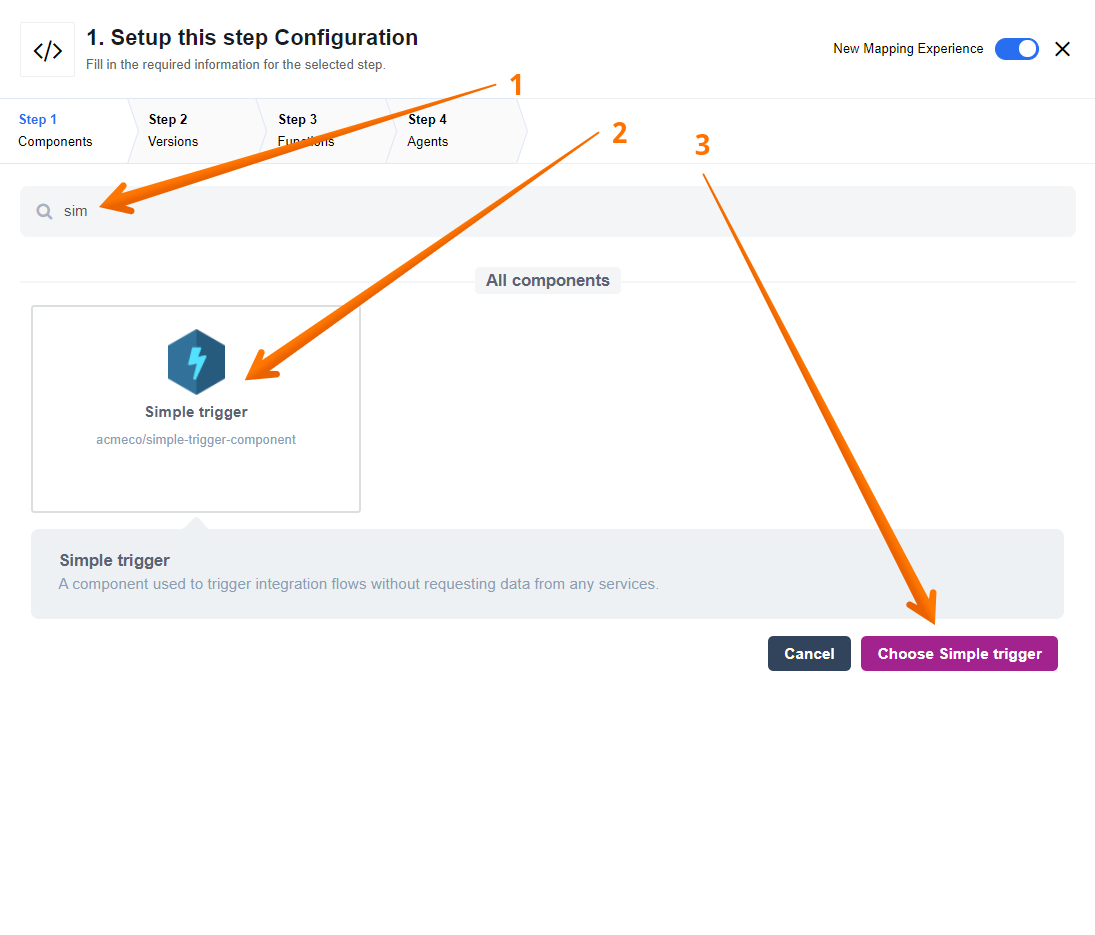 </>
1. Setup this step Configuration
Fill in the required information for the selected step.
New Mapping Experience
1
2
3
Step 1
Components
Step 2
Versions
Step 3
Functions
Step 4
Agents
sim
All components
Simple trigger
acmeco/simple-trigger-component
Simple trigger
A component used to trigger integration flows without requesting data from any services.
Cancel
Choose Simple trigger